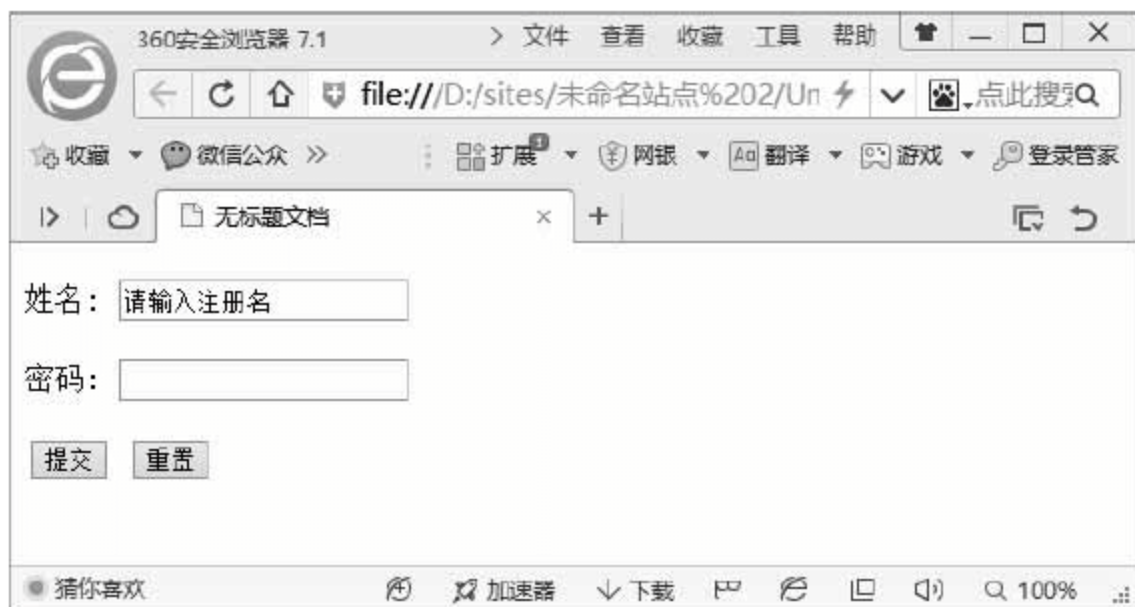 360安全浏览器 7.1 > 文件 查看 收藏 工具 帮助
file:///D:/sites/未命名站点%202/Un 点此搜索
收藏 微信公众 >> 扩展 1 网银 Aa 翻译 游戏 登录管家
无标题文档 × +
姓名: 请输入注册名
密码:
提交 重置
猜你喜欢 加速器 下载 100%